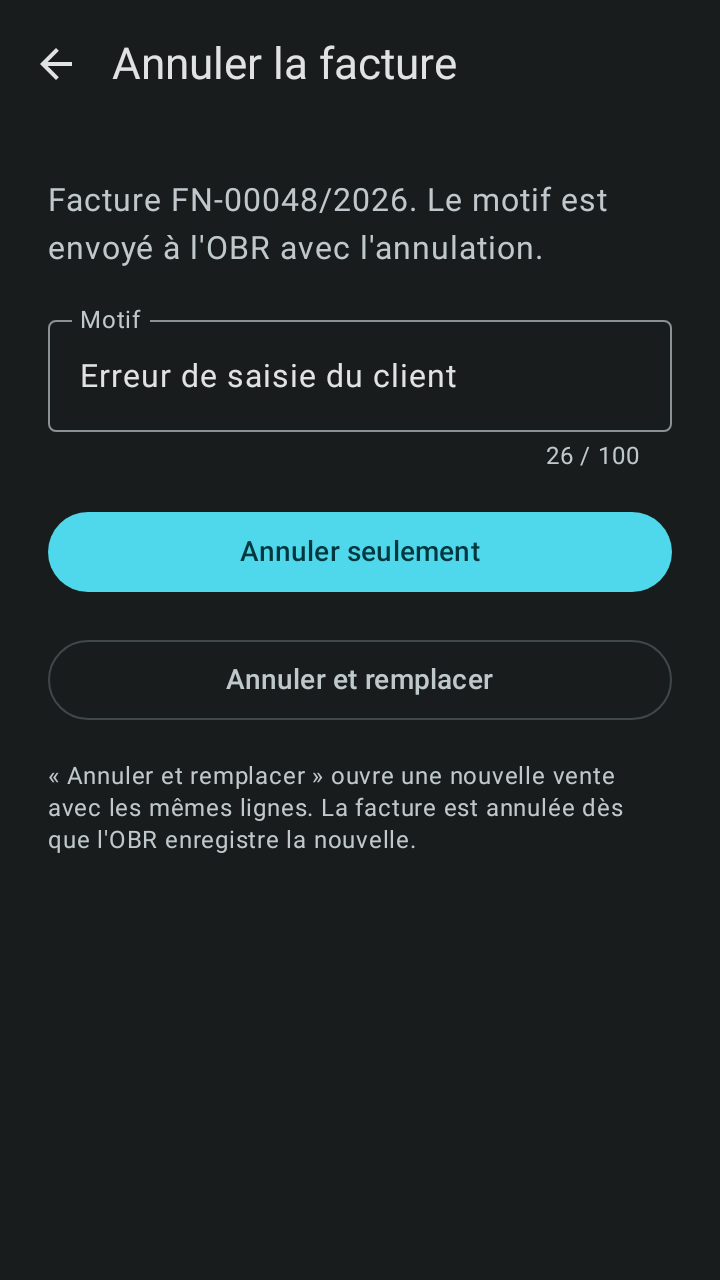 Annuler la facture
Facture FN-00048/2026. Le motif est
envoyé à l'OBR avec l'annulation.
Motif
Erreur de saisie du client
26 / 100
Annuler seulement
Annuler et remplacer
« Annuler et remplacer » ouvre une nouvelle vente
avec les mêmes lignes. La facture est annulée dès
que l'OBR enregistre la nouvelle.